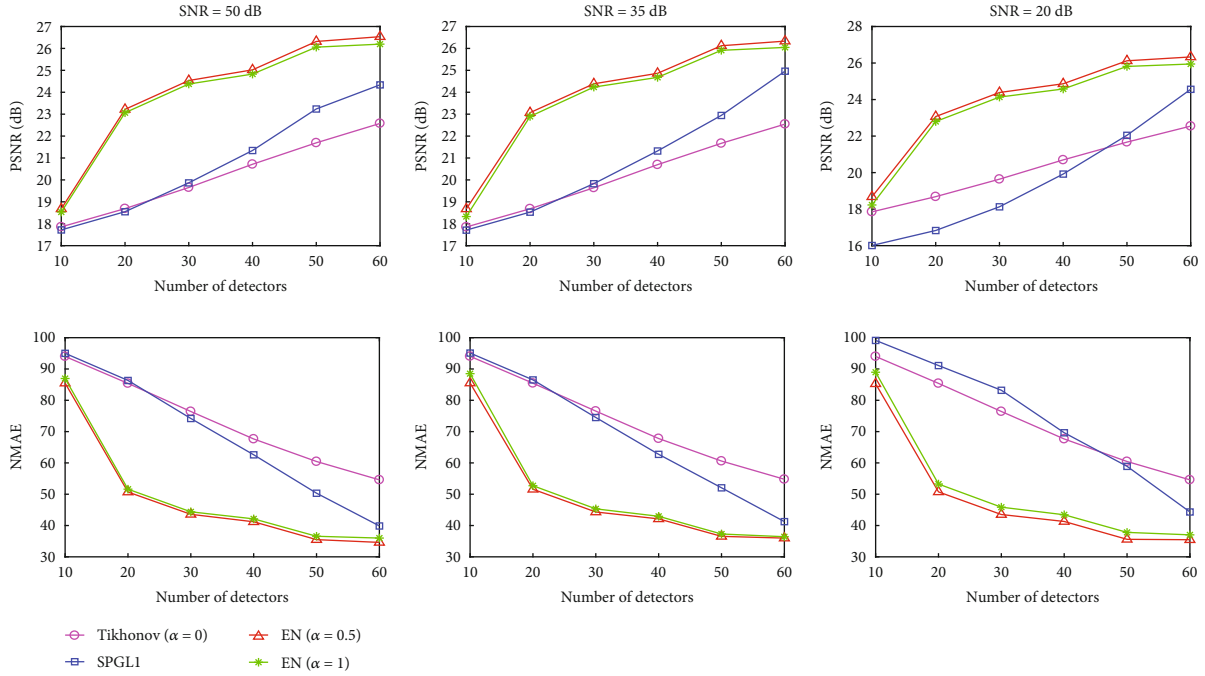 SNR = 50 dB
27
26
25
24
23
22
21
20
19
18
17
PSNR (dB)
10 20 30 40 50 60
Number of detectors
SNR = 35 dB
27
26
25
24
23
22
21
20
19
18
17
PSNR (dB)
10 20 30 40 50 60
Number of detectors
SNR = 20 dB
28
26
24
22
20
18
16
PSNR (dB)
10 20 30 40 50 60
Number of detectors
100
90
80
70
60
50
40
30
NMAE
10 20 30 40 50 60
Number of detectors
100
90
80
70
60
50
40
30
NMAE
10 20 30 40 50 60
Number of detectors
100
90
80
70
60
50
40
30
NMAE
10 20 30 40 50 60
Number of detectors
Tikhonov (α = 0)
SPGL1
EN (α = 0.5)
EN (α = 1)